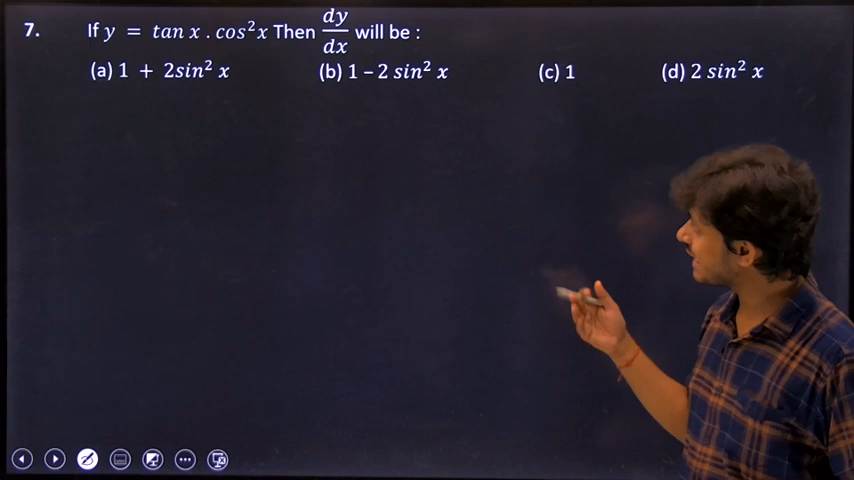 7. If y = tan x . cos²x Then dy/dx will be :
(a) 1 + 2sin² x (b) 1 – 2 sin² x (c) 1 (d) 2 sin² x